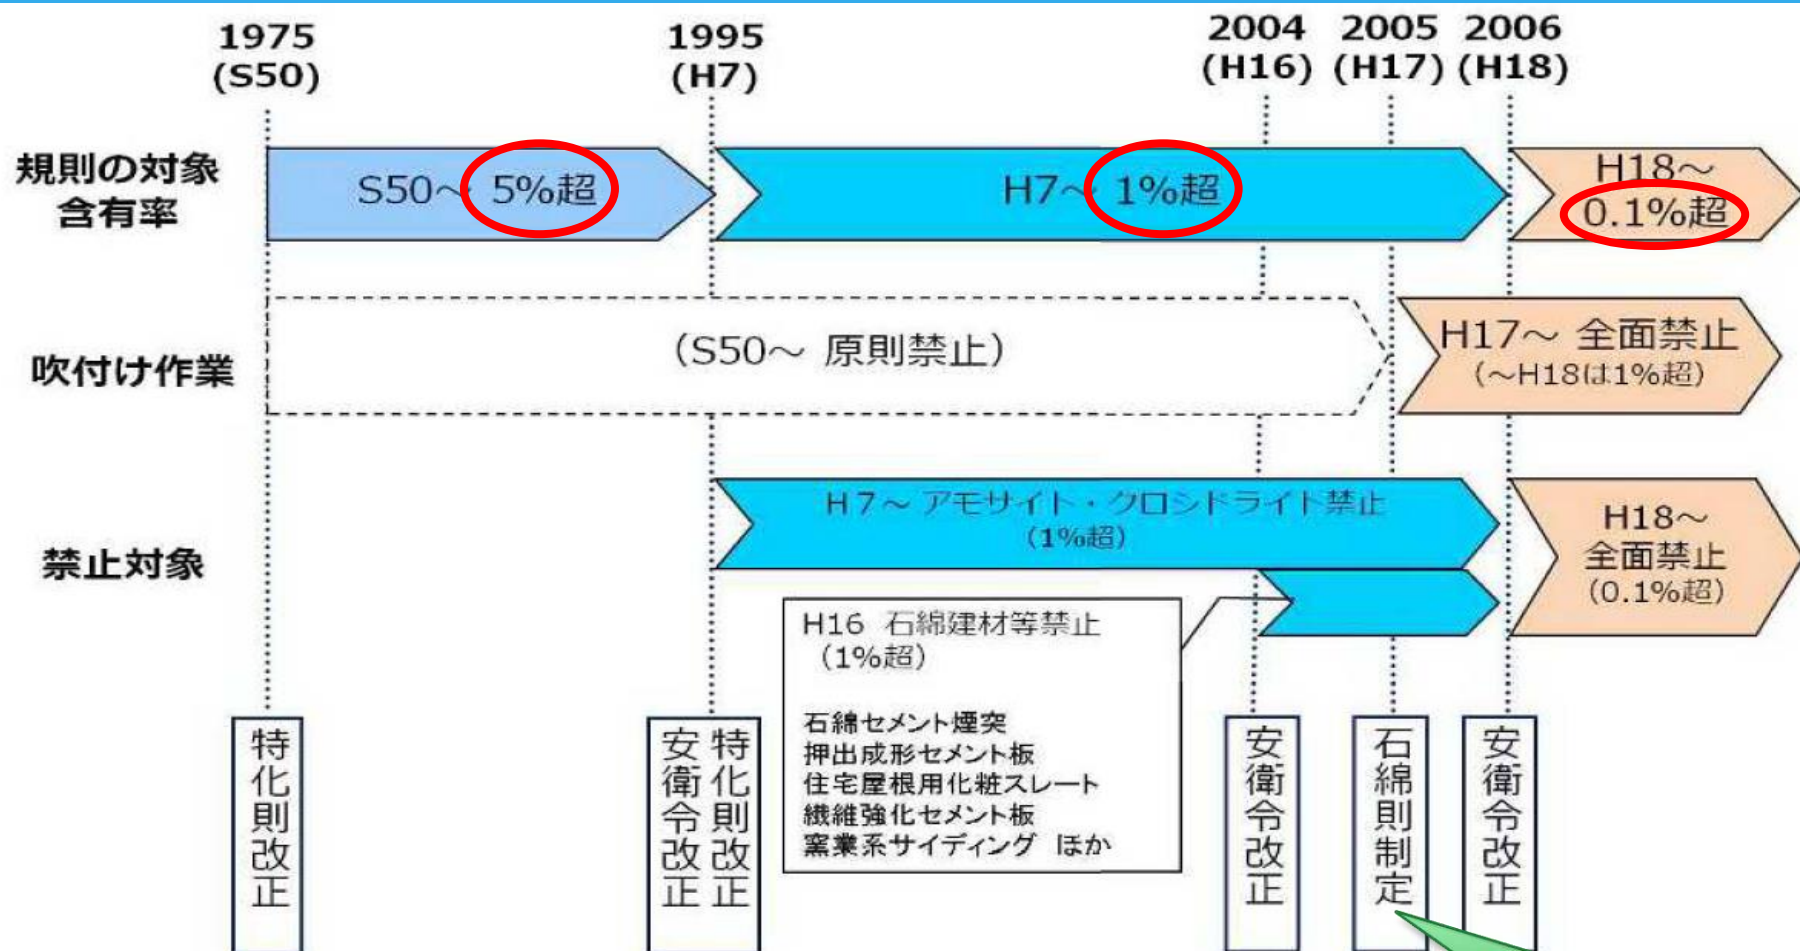 1975
(S50)
1995
(H7)
2004
(H16)
2005
(H17)
2006
(H18)
規則の対象
含有率
S50～ 5%超
H7～ 1%超
H18～
0.1%超
吹付け作業
（S50～ 原則禁止）
H17～ 全面禁止
（～H18は1%超）
禁止対象
H7～ アモサイト・クロシドライト禁止
（1%超）
H18～
全面禁止
（0.1%超）
H16 石綿建材等禁止
（1%超）
石綿セメント煙突
押出成形セメント板
住宅屋根用化粧スレート
繊維強化セメント板
窯業系サイディング ほか
特化則改正
特化則改正
安衛令改正
安衛令改正
石綿則制定
安衛令改正